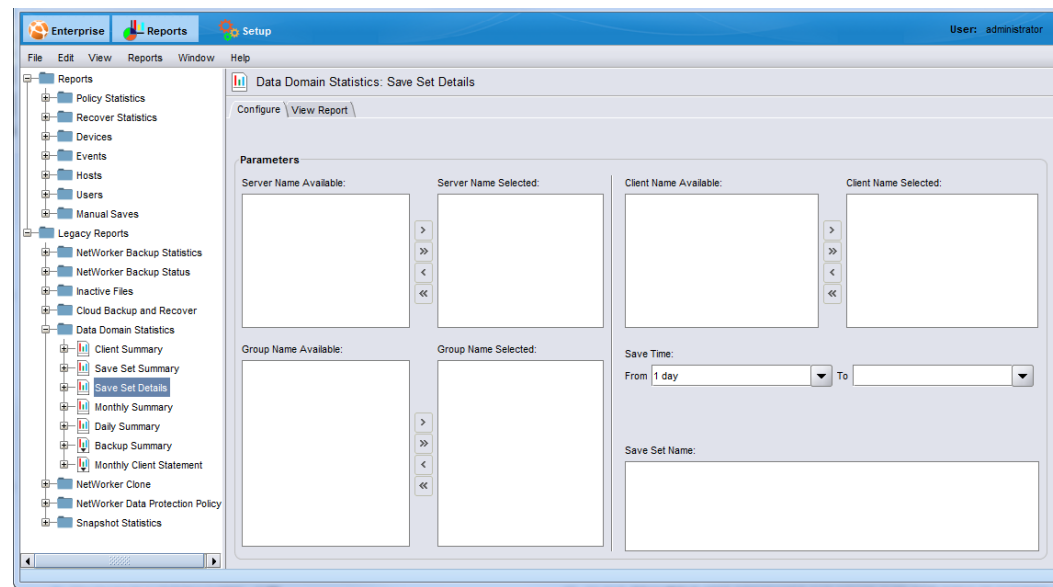 Enterprise Reports Setup User: administrator
File Edit View Reports Window Help
Reports
Policy Statistics
Recover Statistics
Devices
Events
Hosts
Users
Manual Saves
Legacy Reports
NetWorker Backup Statistics
NetWorker Backup Status
Inactive Files
Cloud Backup and Recover
Data Domain Statistics
Client Summary
Save Set Summary
Save Set Details
Monthly Summary
Daily Summary
Backup Summary
Monthly Client Statement
NetWorker Clone
NetWorker Data Protection Policy
Snapshot Statistics
Data Domain Statistics: Save Set Details
Configure View Report
Parameters
Server Name Available: Server Name Selected: Client Name Available: Client Name Selected:
Group Name Available: Group Name Selected:
Save Time:
From 1 day To
Save Set Name: